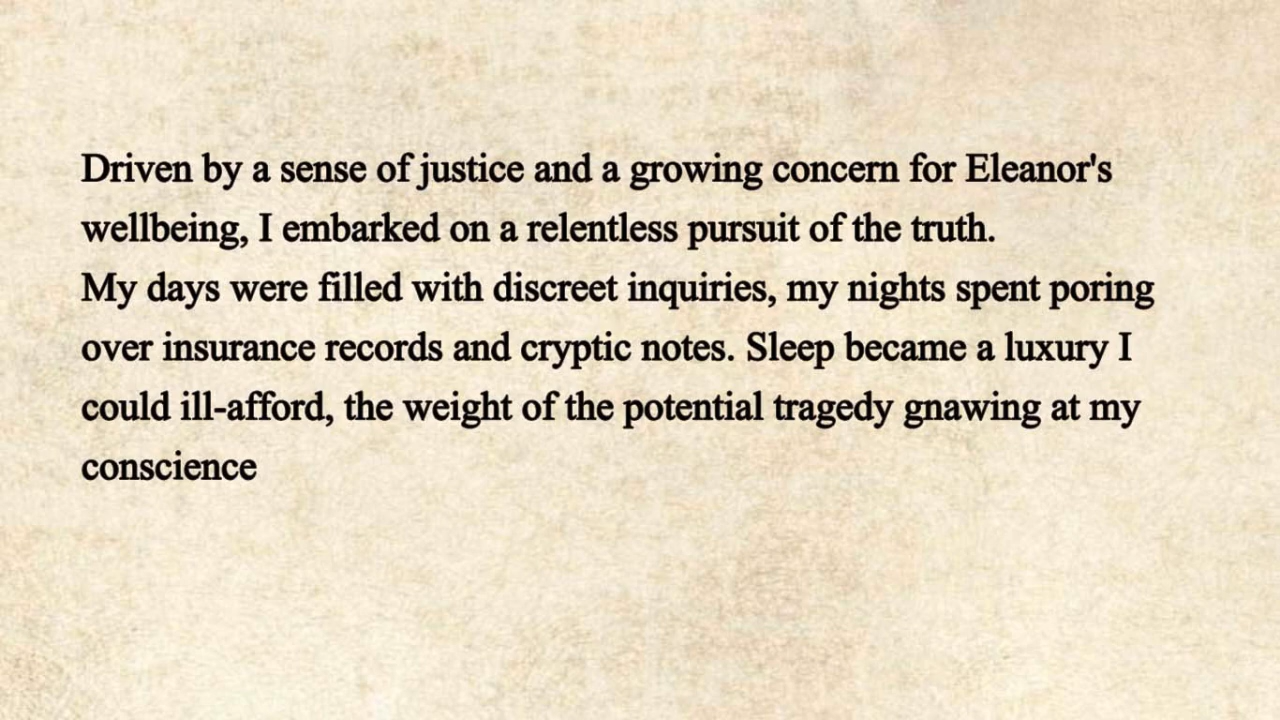 Driven by a sense of justice and a growing concern for Eleanor's
wellbeing, I embarked on a relentless pursuit of the truth.
My days were filled with discreet inquiries, my nights spent poring
over insurance records and cryptic notes. Sleep became a luxury I
could ill-afford, the weight of the potential tragedy gnawing at my
conscience